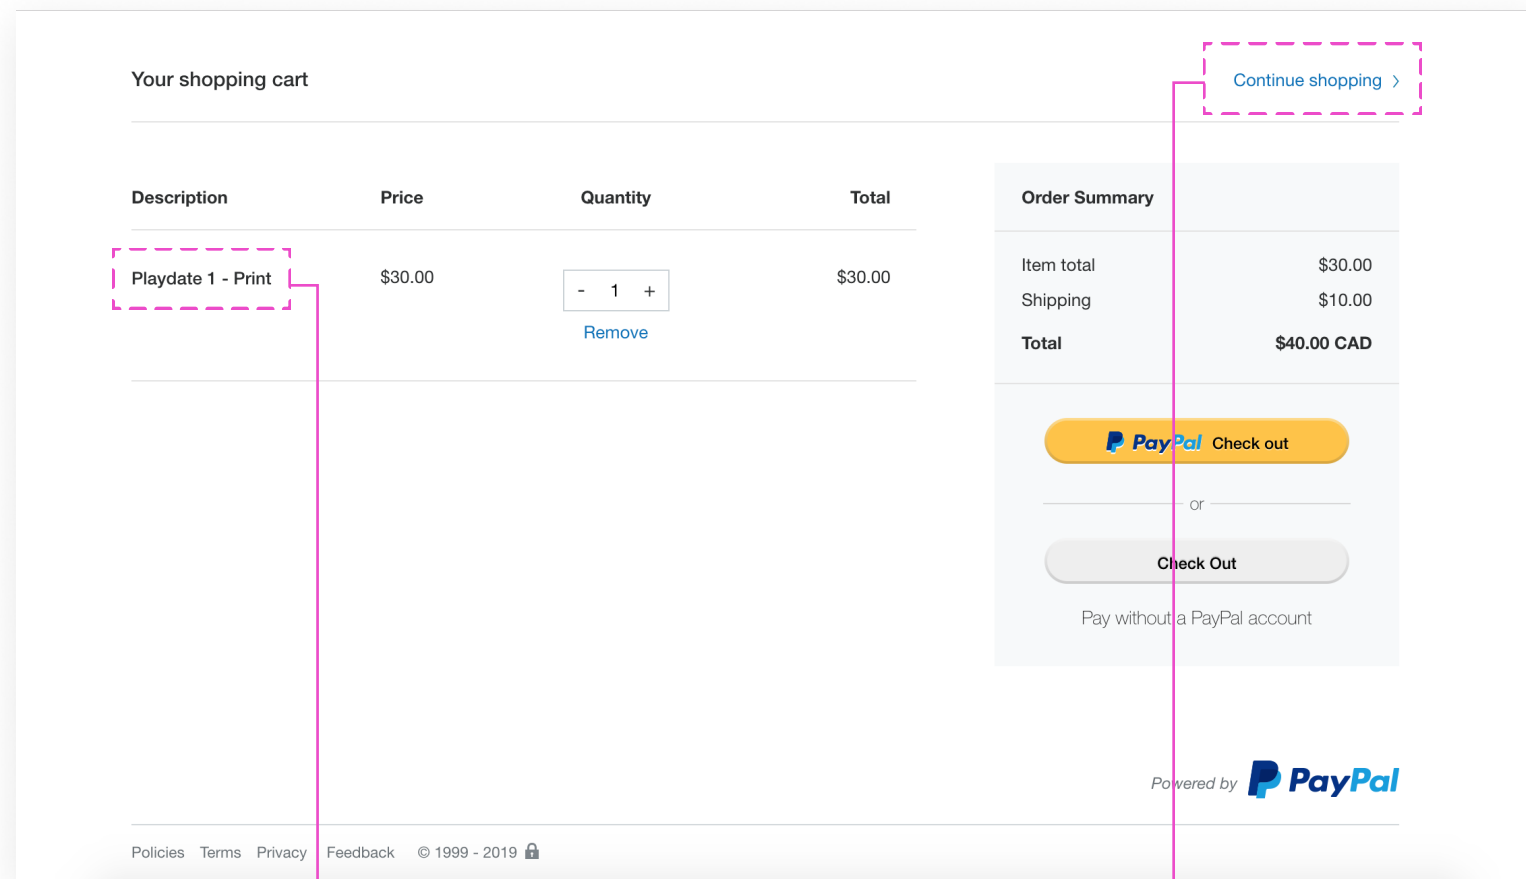 Your shopping cart
Continue shopping >
Description Price Quantity Total
Playdate 1 - Print $30.00 - 1 + $30.00
Remove
Order Summary
Item total $30.00
Shipping $10.00
Total $40.00 CAD
PayPal Check out
or
Check Out
Pay without a PayPal account
Powered by PayPal
Policies Terms Privacy Feedback © 1999 - 2019